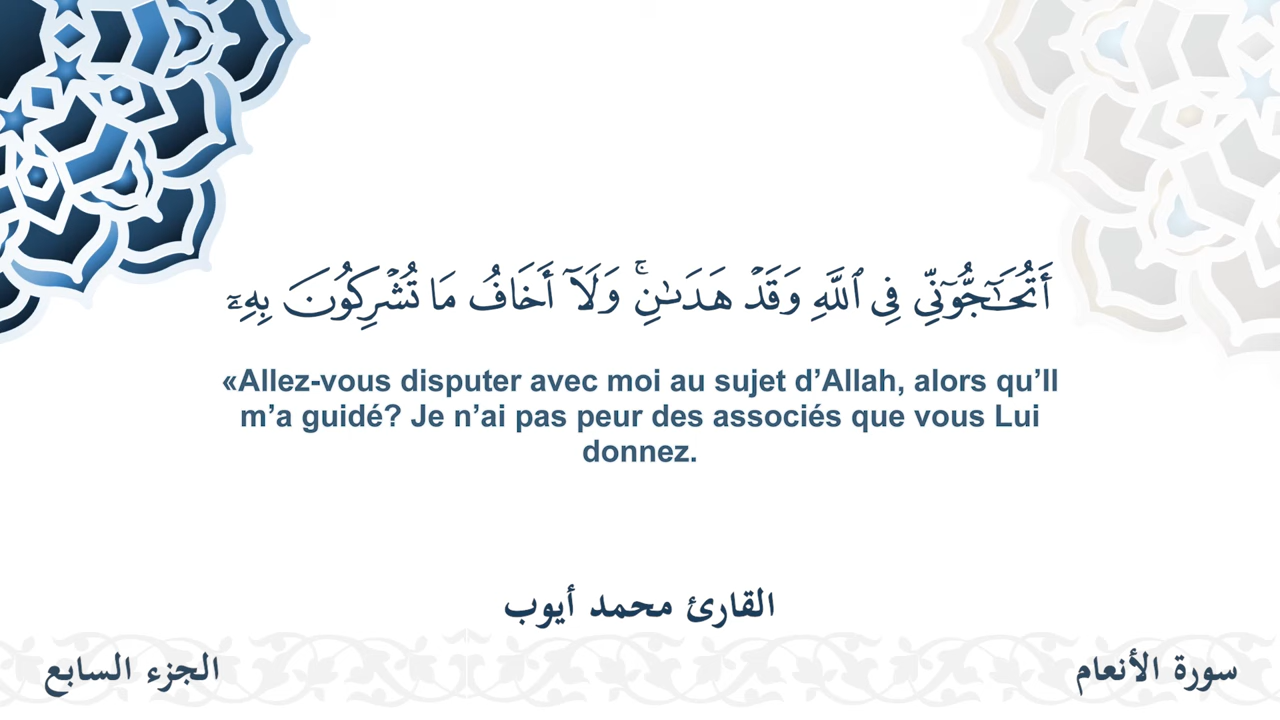 أَتُحَـٰٓجُّوٓنِّى فِى ٱللَّهِ وَقَدْ هَدَىٰنِ ۚ وَلَآ أَخَافُ مَا تُشْرِكُونَ بِهِۦٓ
«Allez-vous disputer avec moi au sujet d’Allah, alors qu’Il
m’a guidé? Je n’ai pas peur des associés que vous Lui
donnez.
القارئ محمد أيوب
سورة الأنعام
الجزء السابع